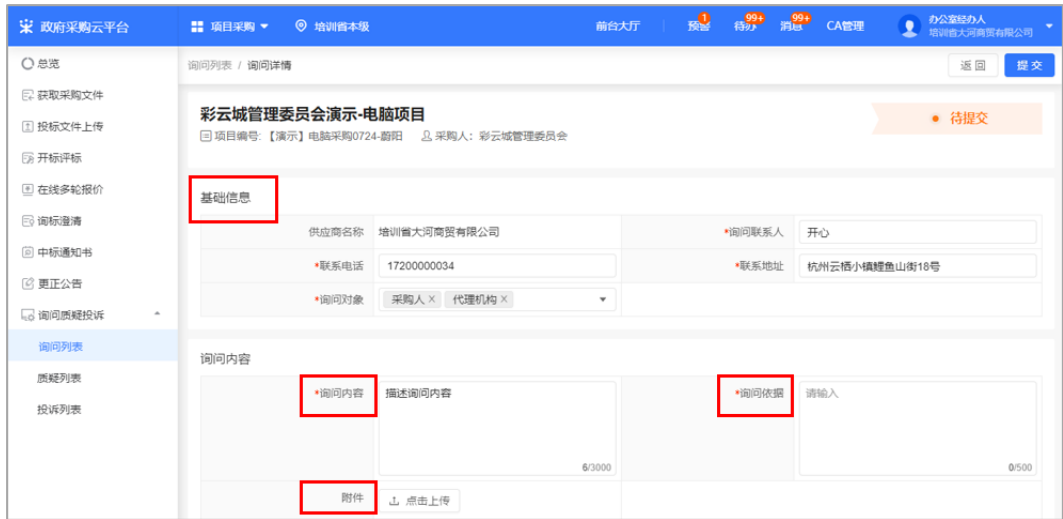 政府采购云平台 项目采购 培训省本级 前台大厅 预警 1 待办 99+ 消息 99+ CA管理 办公室经办人
培训省大河商贸有限公司
总览
询问列表 / 询问详情 返回 提交
获取采购文件
投标文件上传
开标评标
在线多轮报价
询标澄清
中标通知书
更正公告
询问质疑投诉
询问列表
质疑列表
投诉列表
彩云城管理委员会演示-电脑项目
项目编号:【演示】电脑采购0724-蔚阳 采购人: 彩云城管理委员会
待提交
基础信息
供应商名称 培训省大河商贸有限公司 *询问联系人 开心
*联系电话 17200000034 *联系地址 杭州云栖小镇鲤鱼山街18号
*询问对象 采购人 × 代理机构 ×
询问内容
*询问内容 描述询问内容 *询问依据 请输入
6/3000 0/500
附件 点击上传